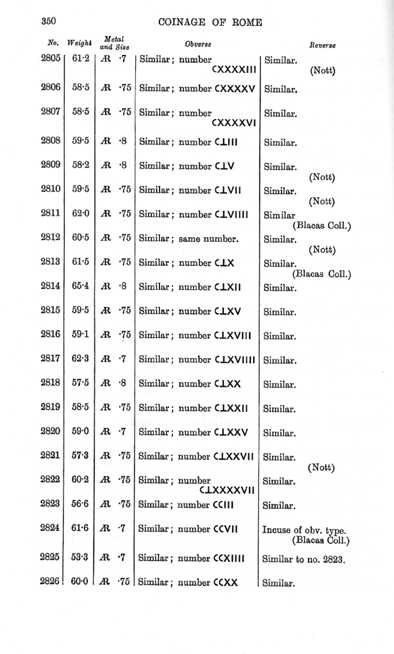 350 COINAGE OF ROME
No. Weight Metal and Size Obverse Reverse
2805 61·2 Æ ·7 Similar; number Similar.
CXXXXIII (Nott)
2806 58·5 Æ ·75 Similar; number CXXXXV Similar.
2807 58·5 Æ ·75 Similar; number Similar.
CXXXXVI
2808 59·5 Æ ·8 Similar; number C⊥III Similar.
2809 58·2 Æ ·8 Similar; number C⊥V Similar.
(Nott)
2810 59·5 Æ ·75 Similar; number C⊥VII Similar.
(Nott)
2811 62·0 Æ ·75 Similar; number C⊥VIIII Similar
(Blacas Coll.)
2812 60·5 Æ ·75 Similar; same number. Similar.
(Nott)
2813 61·5 Æ ·75 Similar; number C⊥X Similar.
(Blacas Coll.)
2814 65·4 Æ ·8 Similar; number C⊥XII Similar.
2815 59·5 Æ ·75 Similar; number C⊥XV Similar.
2816 59·1 Æ ·75 Similar; number C⊥XVIII Similar.
2817 62·3 Æ ·7 Similar; number C⊥XVIIII Similar.
2818 57·5 Æ ·8 Similar; number C⊥XX Similar.
2819 58·5 Æ ·75 Similar; number C⊥XXII Similar.
2820 59·0 Æ ·7 Similar; number C⊥XXV Similar.
2821 57·3 Æ ·75 Similar; number C⊥XXVII Similar.
(Nott)
2822 60·2 Æ ·75 Similar; number Similar.
C⊥XXXXVII
2823 56·6 Æ ·75 Similar; number CCIII Similar.
2824 61·6 Æ ·7 Similar; number CCVII Incuse of obv. type.
(Blacas Coll.)
2825 53·3 Æ ·7 Similar; number CCXIIII Similar to no. 2823.
2826 60·0 Æ ·75 Similar; number CCXX Similar.